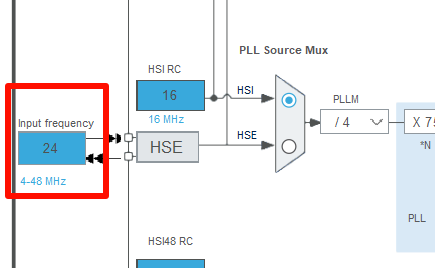 PLL Source Mux
HSI RC
16
HSI
16 MHz
PLLM
/ 4
Input frequency
24
4-48 MHz
HSE
HSE
X 75
*N
PLL
HSI48 RC